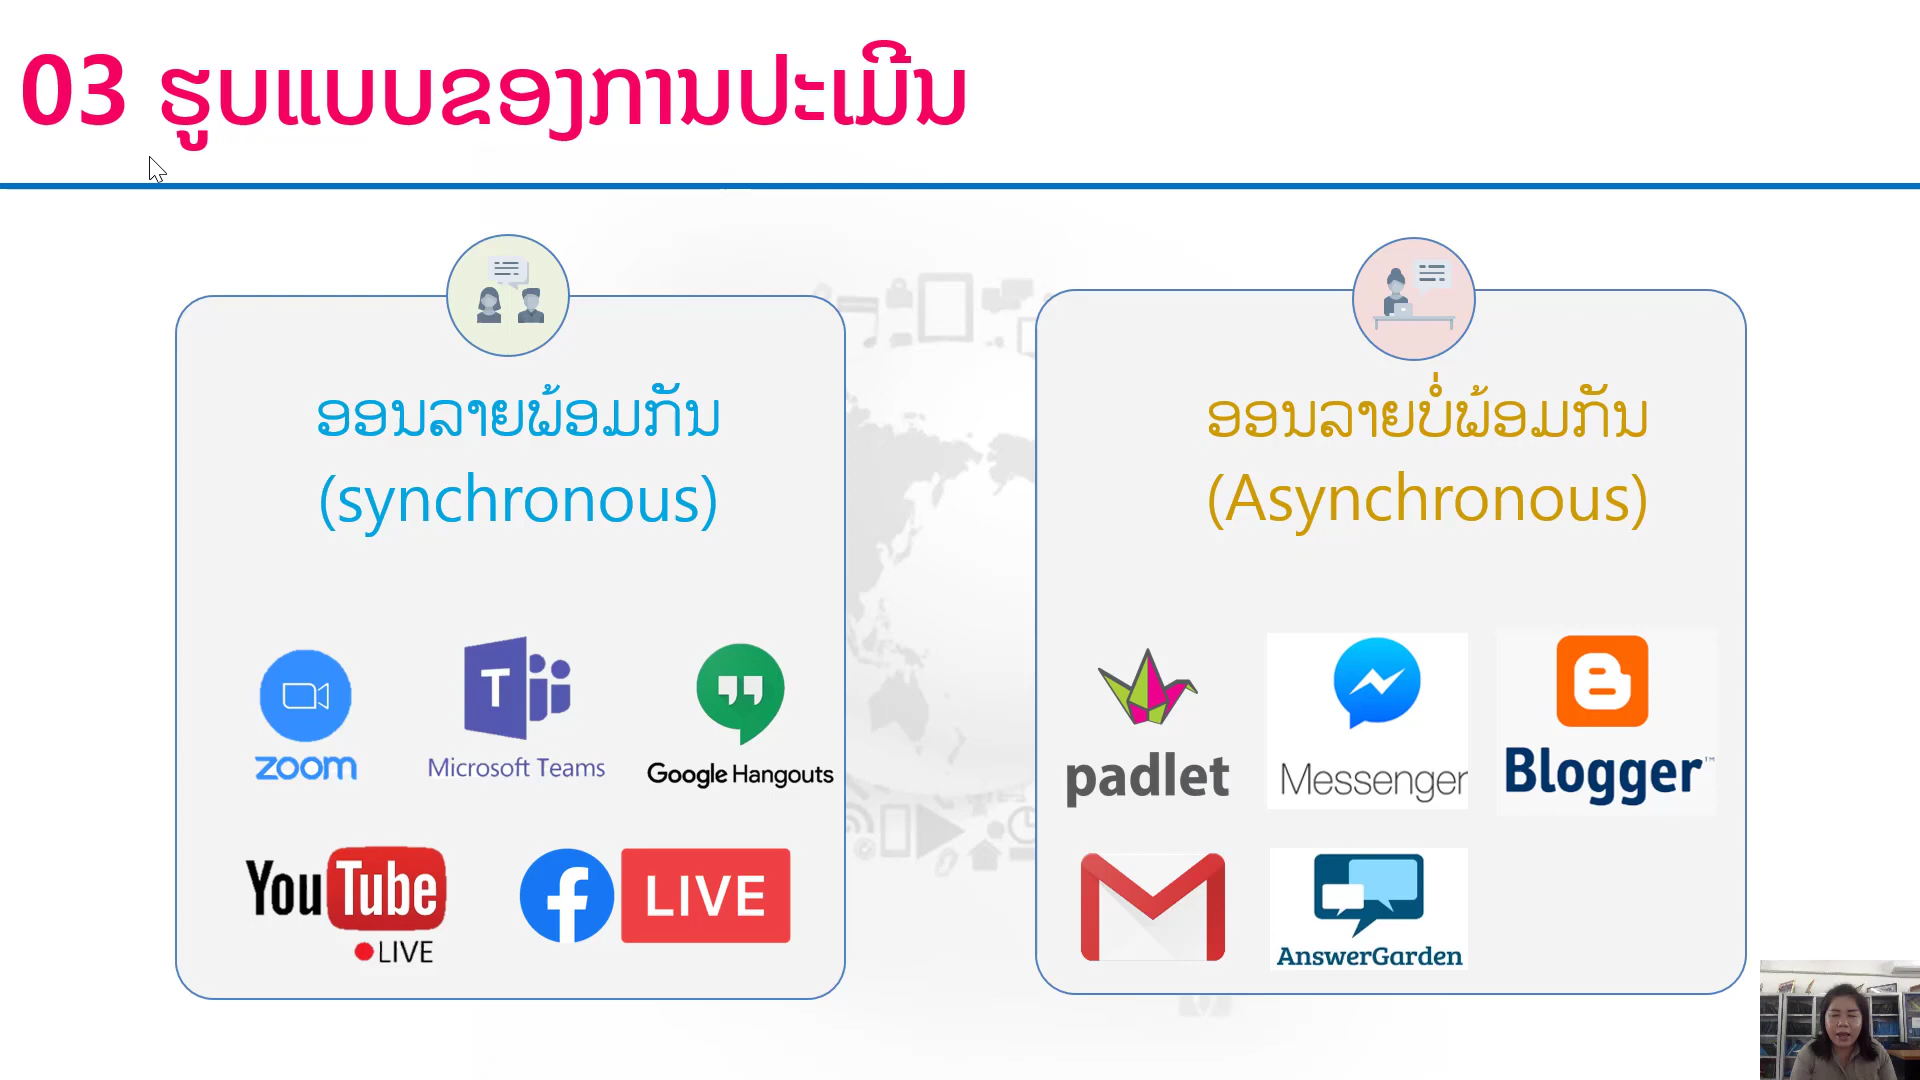 03 ຮູບແບບຂອງການປະເມີນ
ອອນລາຍພ້ອມກັນ
(synchronous)
zoom
Microsoft Teams
Google Hangouts
YouTube
LIVE
LIVE
ອອນລາຍບໍ່ພ້ອມກັນ
(Asynchronous)
padlet
Messenger
Blogger™
AnswerGarden